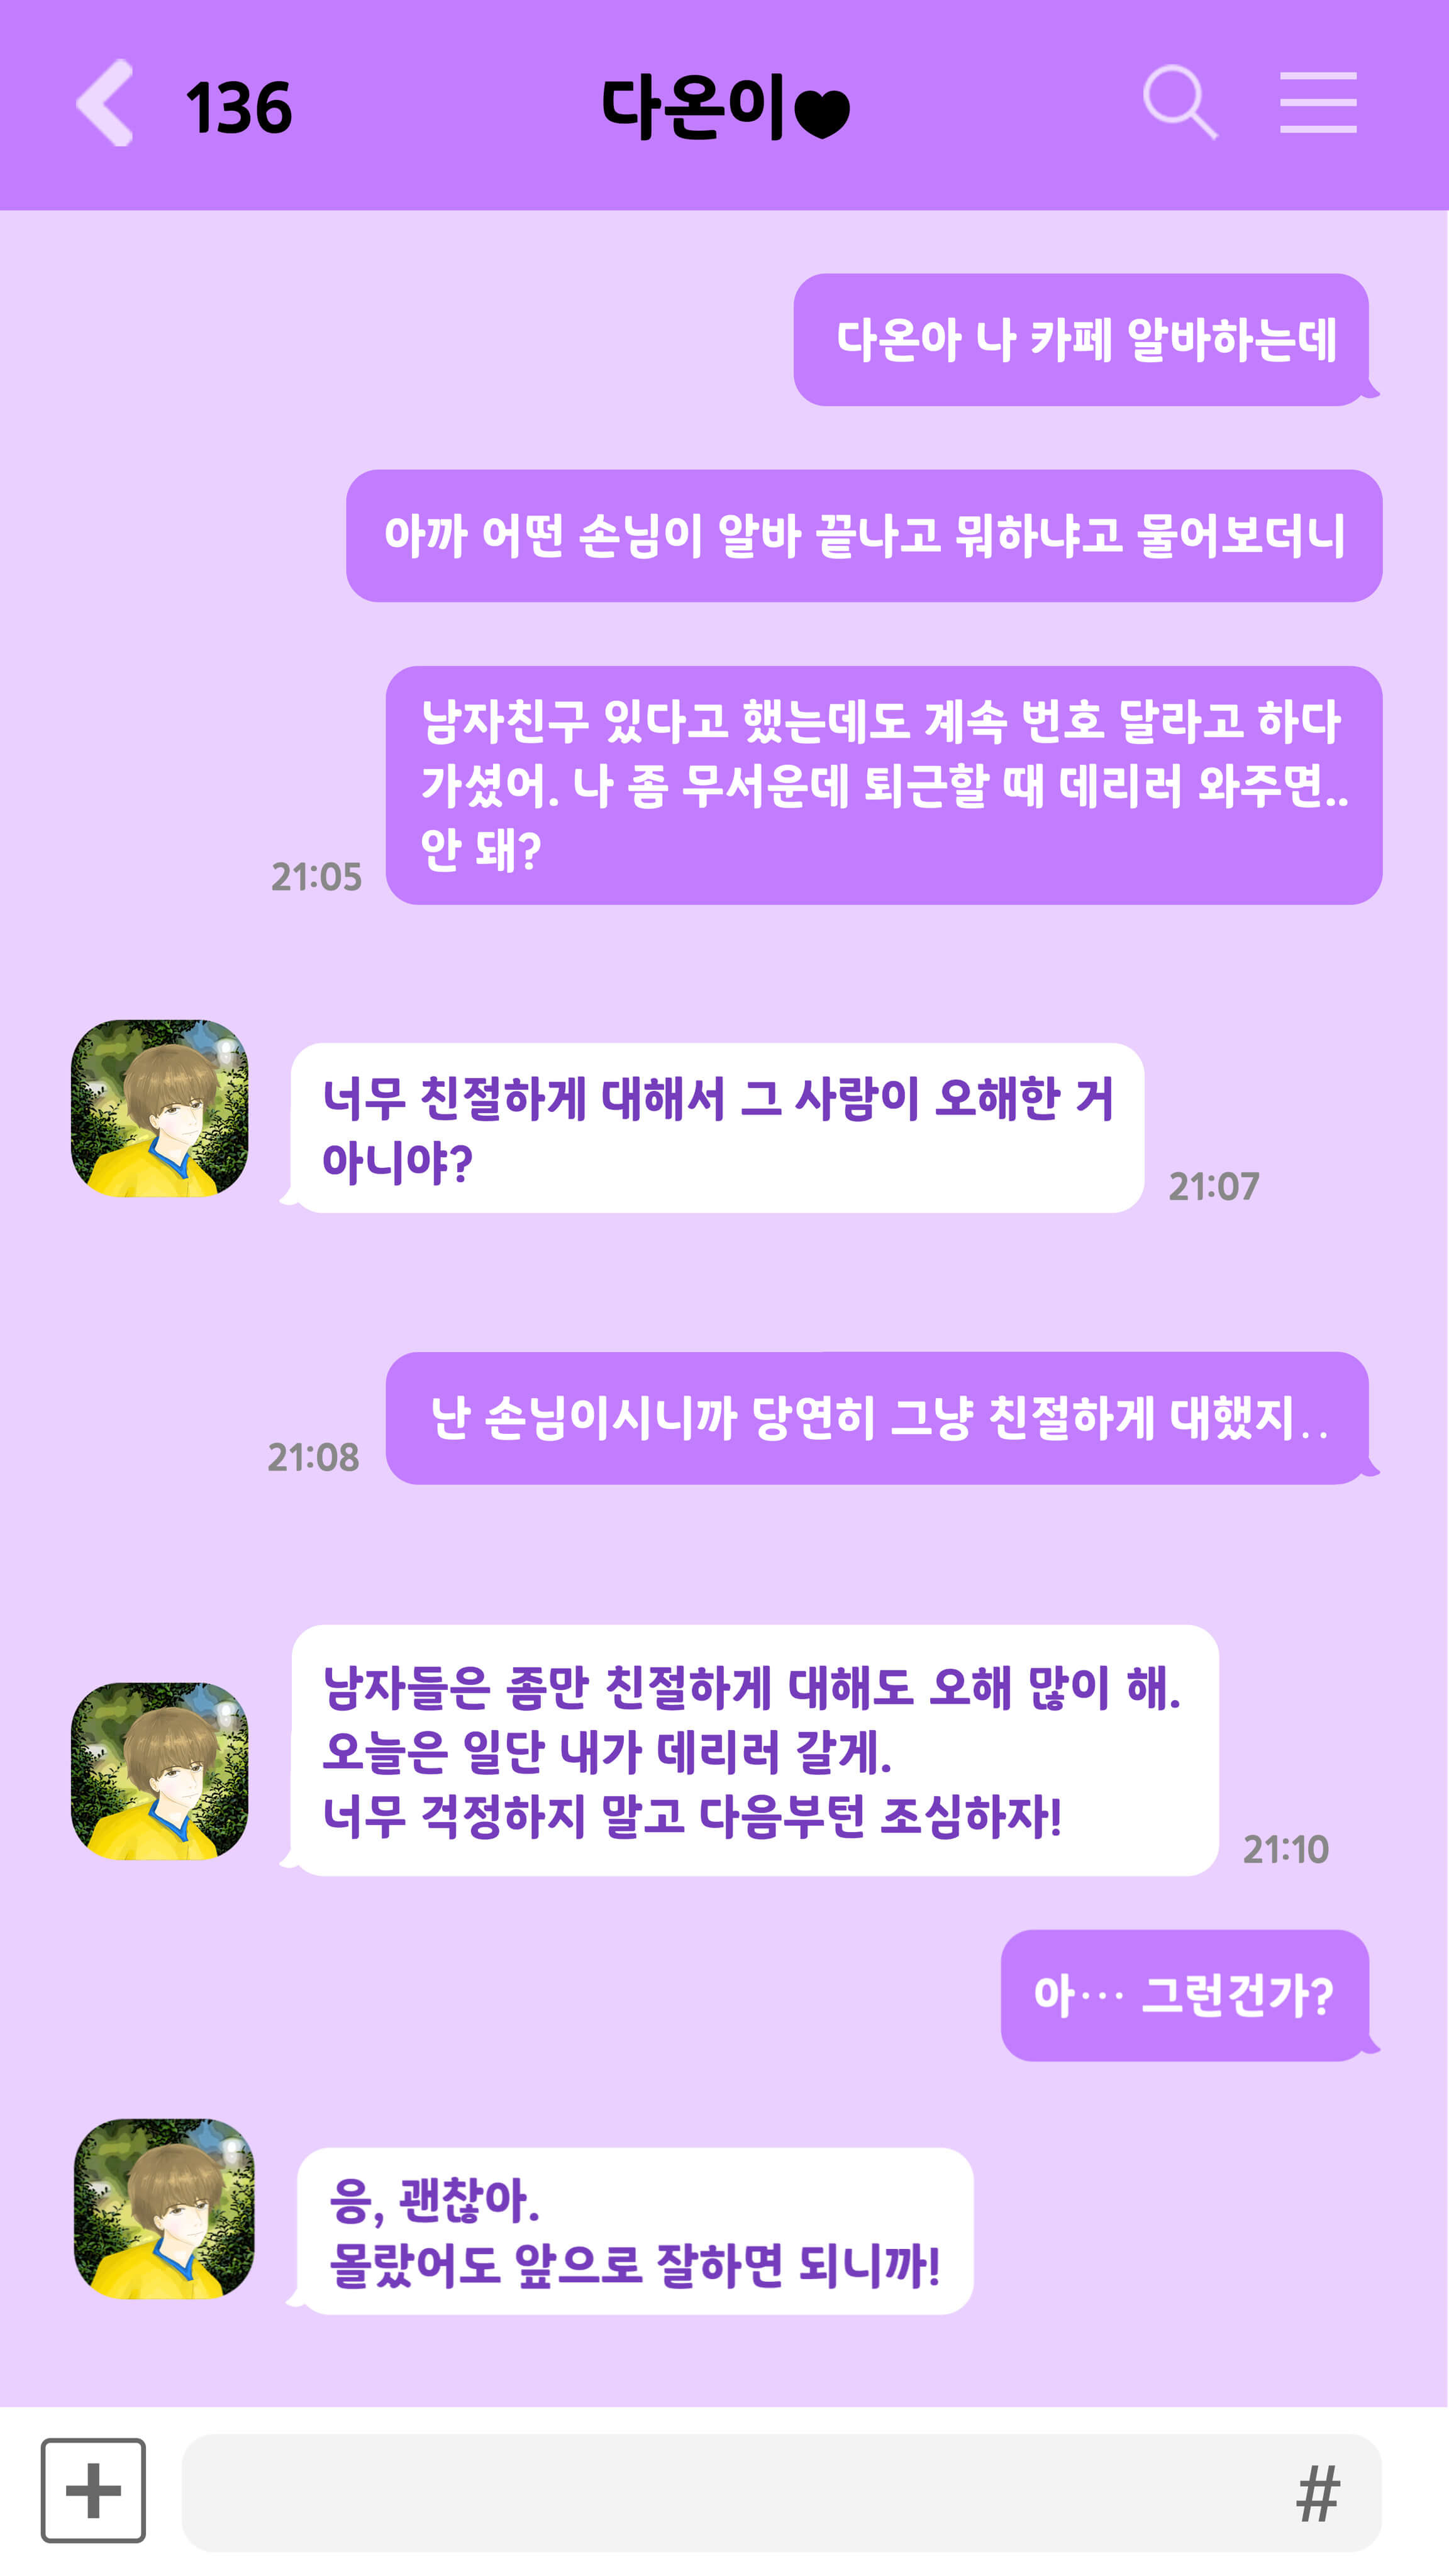 136
다온이♥
다온아 나 카페 알바하는데
아까 어떤 손님이 알바 끝나고 뭐하냐고 물어보더니
남자친구 있다고 했는데도 계속 번호 달라고 하다
가셨어. 나 좀 무서운데 퇴근할 때 데리러 와주면..
안 돼?
21:05
너무 친절하게 대해서 그 사람이 오해한 거
아니야?
21:07
난 손님이시니까 당연히 그냥 친절하게 대했지..
21:08
남자들은 좀만 친절하게 대해도 오해 많이 해.
오늘은 일단 내가 데리러 갈게.
너무 걱정하지 말고 다음부턴 조심하자!
21:10
아… 그런건가?
응, 괜찮아.
몰랐어도 앞으로 잘하면 되니까!
#